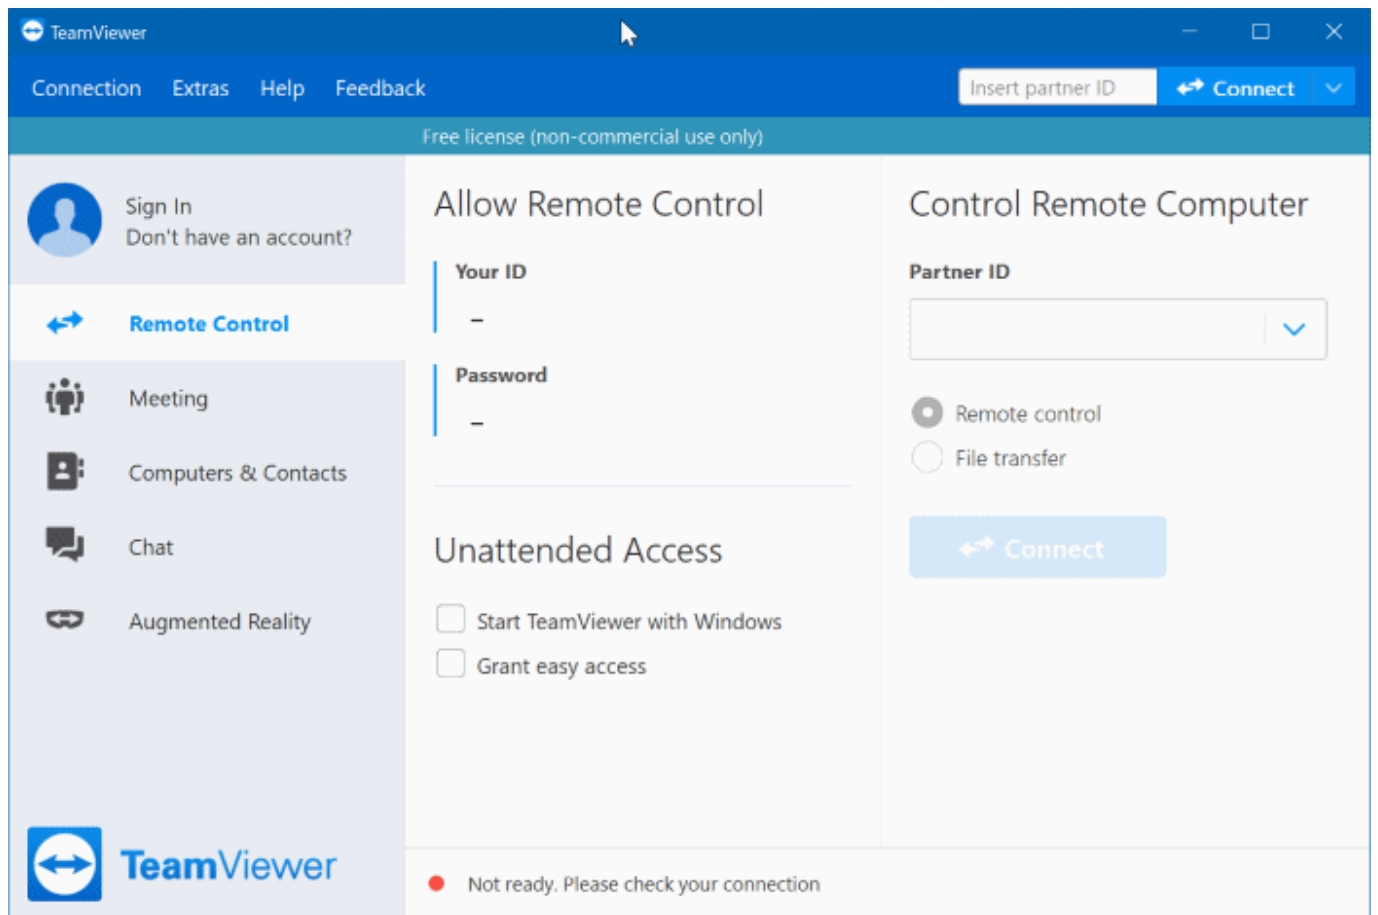 TeamViewer
Connection Extras Help Feedback
Insert partner ID Connect
Free license (non-commercial use only)
Sign In
Don't have an account?
Remote Control
Meeting
Computers & Contacts
Chat
Augmented Reality
TeamViewer
Allow Remote Control
Your ID
–
Password
–
Unattended Access
Start TeamViewer with Windows
Grant easy access
Control Remote Computer
Partner ID
Remote control
File transfer
Connect
Not ready. Please check your connection